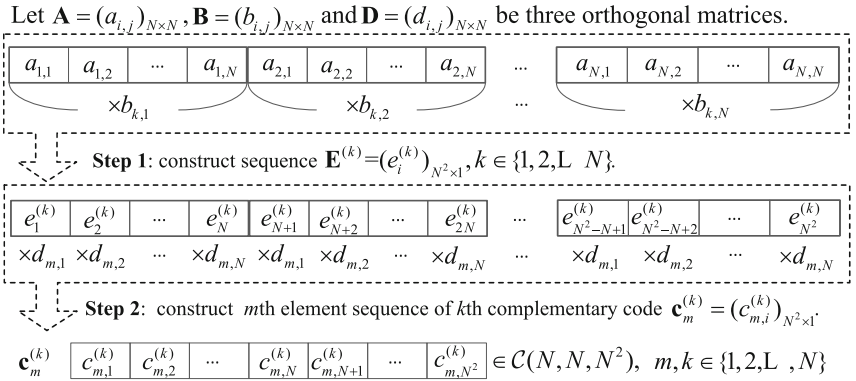 Let A = (a_{i,j})_{N×N}, B = (b_{i,j})_{N×N} and D = (d_{i,j})_{N×N} be three orthogonal matrices.
a_{1,1} a_{1,2} ... a_{1,N} a_{2,1} a_{2,2} ... a_{2,N} ... a_{N,1} a_{N,2} ... a_{N,N}
×b_{k,1} ×b_{k,2} ... ×b_{k,N}
Step 1: construct sequence E^{(k)}=(e_i^{(k)})_{N^2×1}, k ∈ {1,2,L N}.
e_1^{(k)} e_2^{(k)} ... e_N^{(k)} e_{N+1}^{(k)} e_{N+2}^{(k)} ... e_{2N}^{(k)} ... e_{N^2-N+1}^{(k)} e_{N^2-N+2}^{(k)} ... e_{N^2}^{(k)}
×d_{m,1} ×d_{m,2} ... ×d_{m,N} ×d_{m,1} ×d_{m,2} ... ×d_{m,N} ×d_{m,1} ×d_{m,2} ... ×d_{m,N}
Step 2: construct mth element sequence of kth complementary code c_m^{(k)} = (c_{m,i}^{(k)})_{N^2×1}.
c_m^{(k)} c_{m,1}^{(k)} c_{m,2}^{(k)} ... c_{m,N}^{(k)} c_{m,N+1}^{(k)} ... c_{m,N^2}^{(k)} ∈ C(N,N,N^2), m,k ∈ {1,2,L ,N}